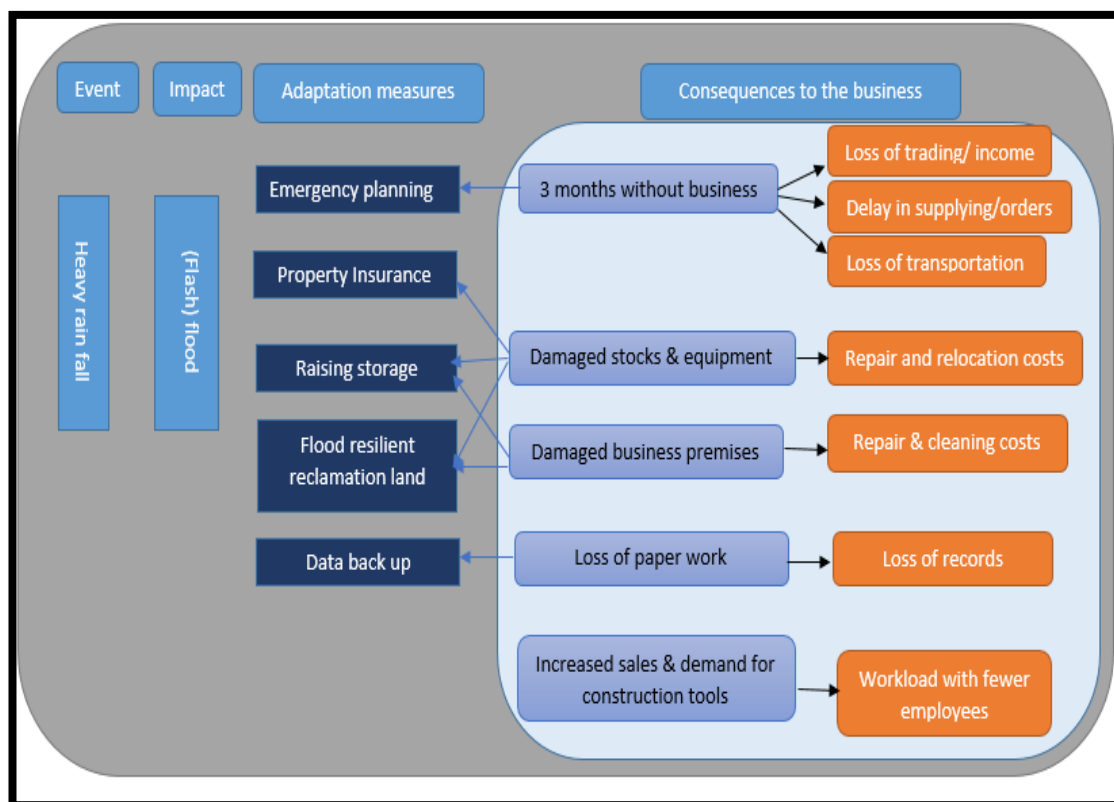 Event
Impact
Adaptation measures
Consequences to the business
Heavy rain fall
(Flash) flood
Emergency planning
Property Insurance
Raising storage
Flood resilient
reclamation land
Data back up
3 months without business
Damaged stocks & equipment
Damaged business premises
Loss of paper work
Increased sales & demand for
construction tools
Loss of trading/ income
Delay in supplying/orders
Loss of transportation
Repair and relocation costs
Repair & cleaning costs
Loss of records
Workload with fewer
employees